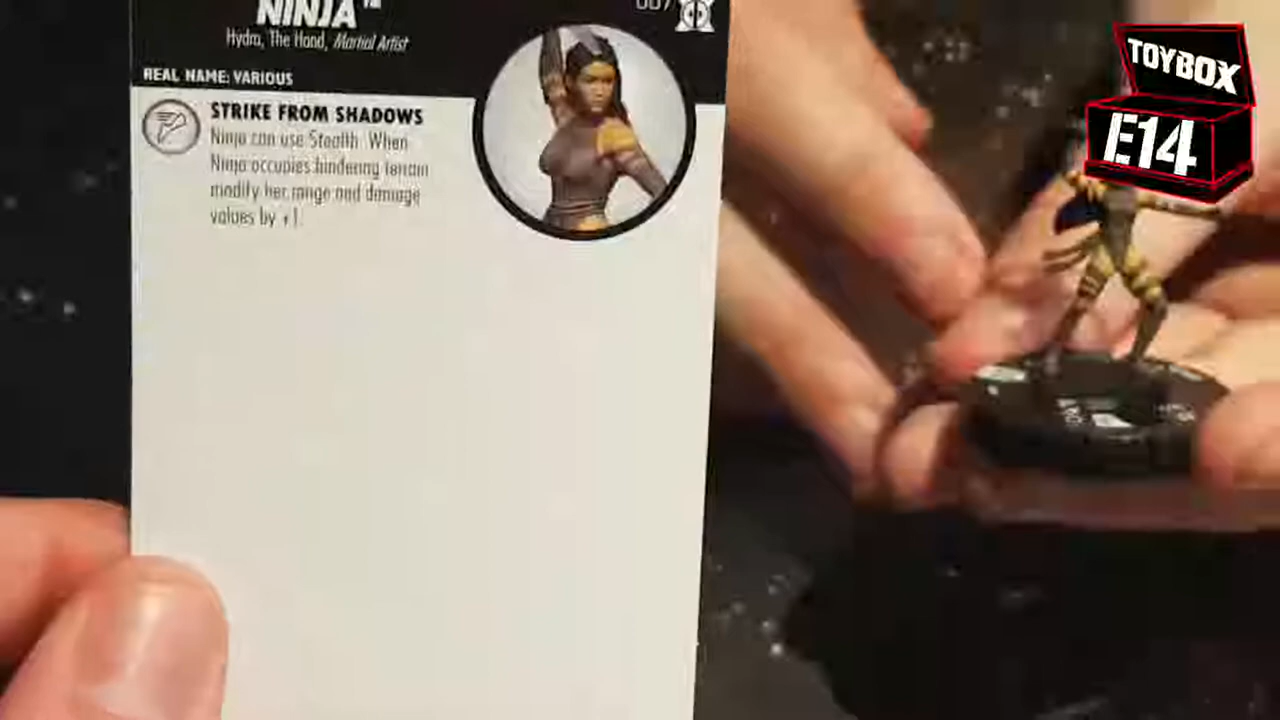 NINJA™
Hydra, The Hand, Martial Artist
REAL NAME: VARIOUS
STRIKE FROM SHADOWS
Ninja can use Stealth. When
Ninja occupies hindering terrain
modify her range and damage
values by +1.
TOYBOX
E14